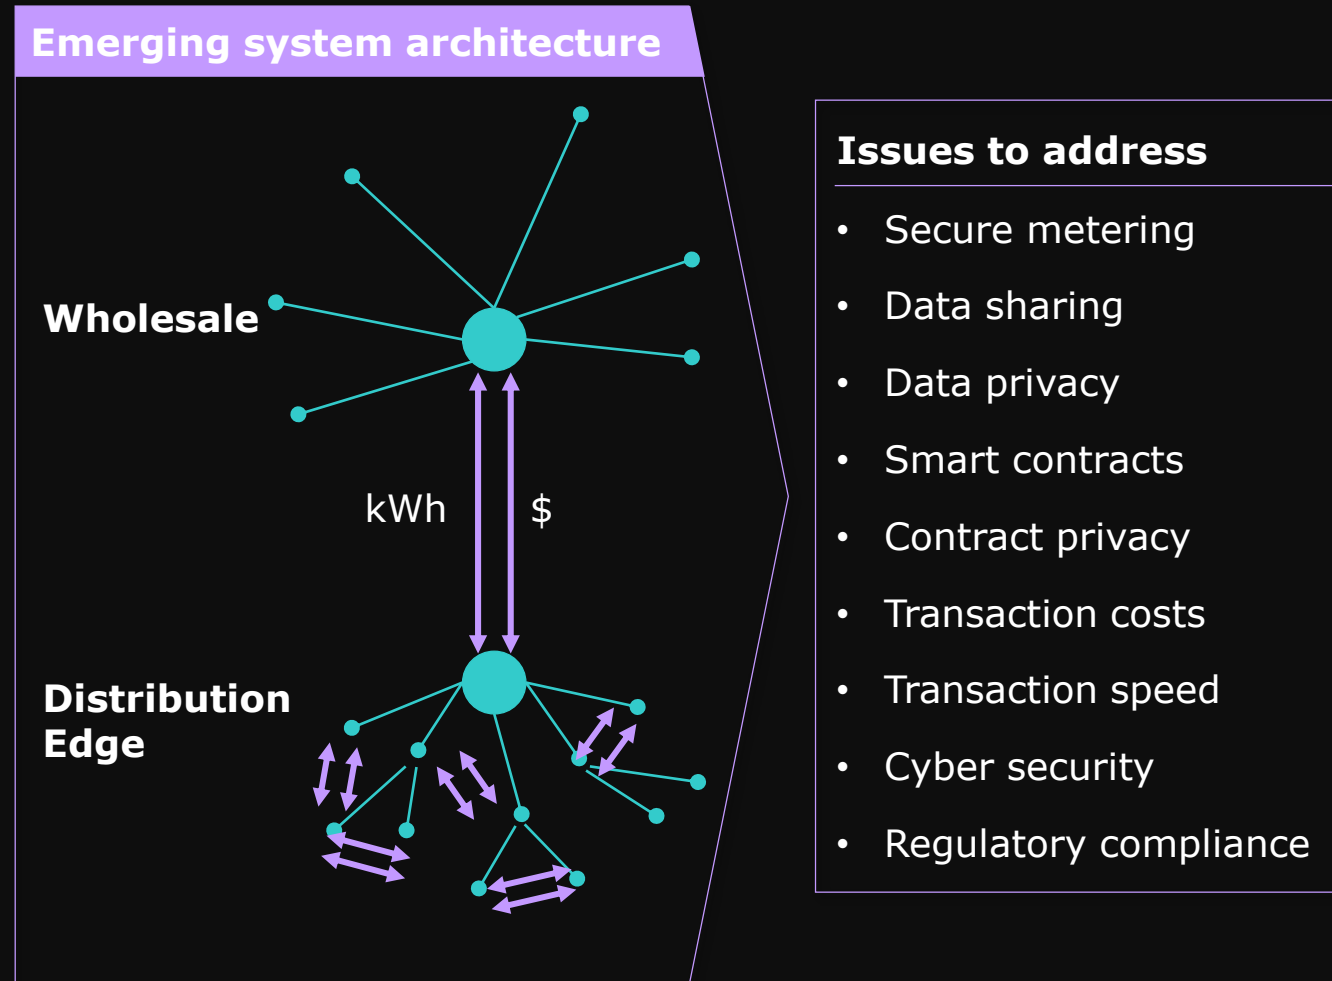 Emerging system architecture
Wholesale
kWh
$
Distribution
Edge
Issues to address
• Secure metering
• Data sharing
• Data privacy
• Smart contracts
• Contract privacy
• Transaction costs
• Transaction speed
• Cyber security
• Regulatory compliance